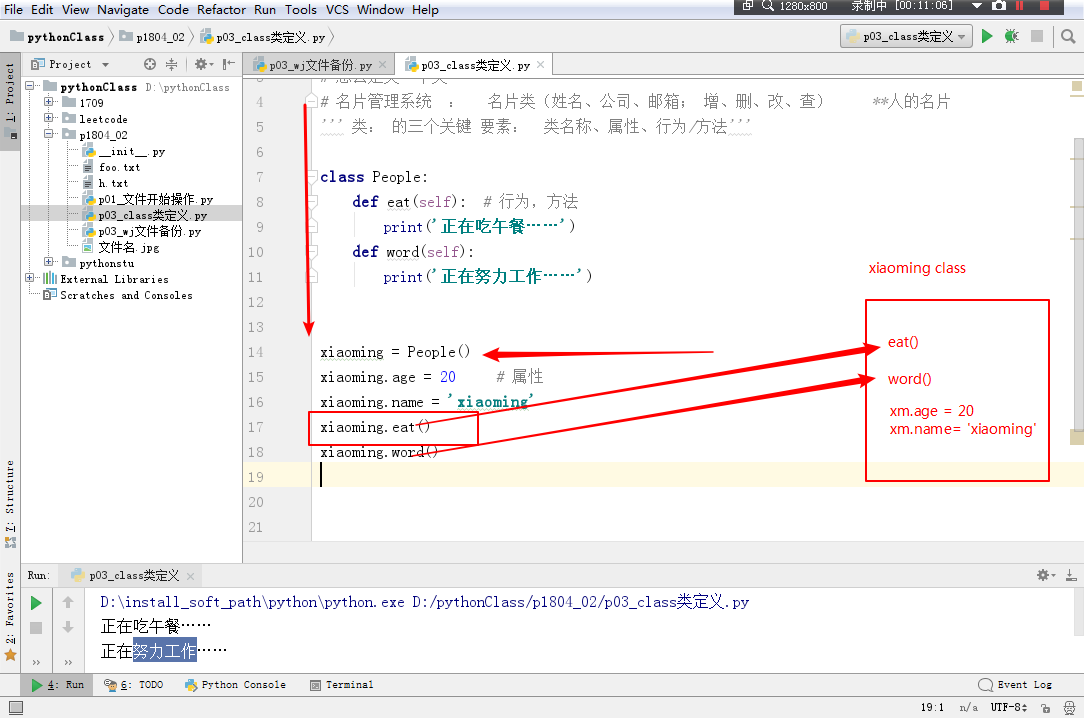 File Edit View Navigate Code Refactor Run Tools VCS Window Help
1280x800 录制中 [00:11:06]
pythonClass p1804_02 p03_class类定义.py
p03_class类定义
1: Project
Project
p03_wj文件备份.py
p03_class类定义.py
pythonClass D:\pythonClass
1709
leetcode
p1804_02
__init__.py
foo.txt
h.txt
p01_文件开始操作.py
p03_class类定义.py
p03_wj文件备份.py
文件名.jpg
pythonstu
External Libraries
Scratches and Consoles
4 # 名片管理系统 : 名片类（姓名、公司、邮箱； 增、删、改、查） **人的名片
5 ''' 类： 的三个关键 要素： 类名称、属性、行为/方法'''
6
7 class People:
8 def eat(self): # 行为，方法
9 print('正在吃午餐……')
10 def word(self):
11 print('正在努力工作……')
12
13
14 xiaoming = People()
15 xiaoming.age = 20 # 属性
16 xiaoming.name = 'xiaoming'
17 xiaoming.eat()
18 xiaoming.word()
19
20
21
xiaoming class
eat()
word()
xm.age = 20
xm.name= 'xiaoming'
7: Structure
2: Favorites
Run: p03_class类定义
D:\install_soft_path\python\python.exe D:/pythonClass/p1804_02/p03_class类定义.py
正在吃午餐……
正在努力工作……
4: Run 6: TODO Python Console Terminal Event Log
19:1 n/a UTF-8